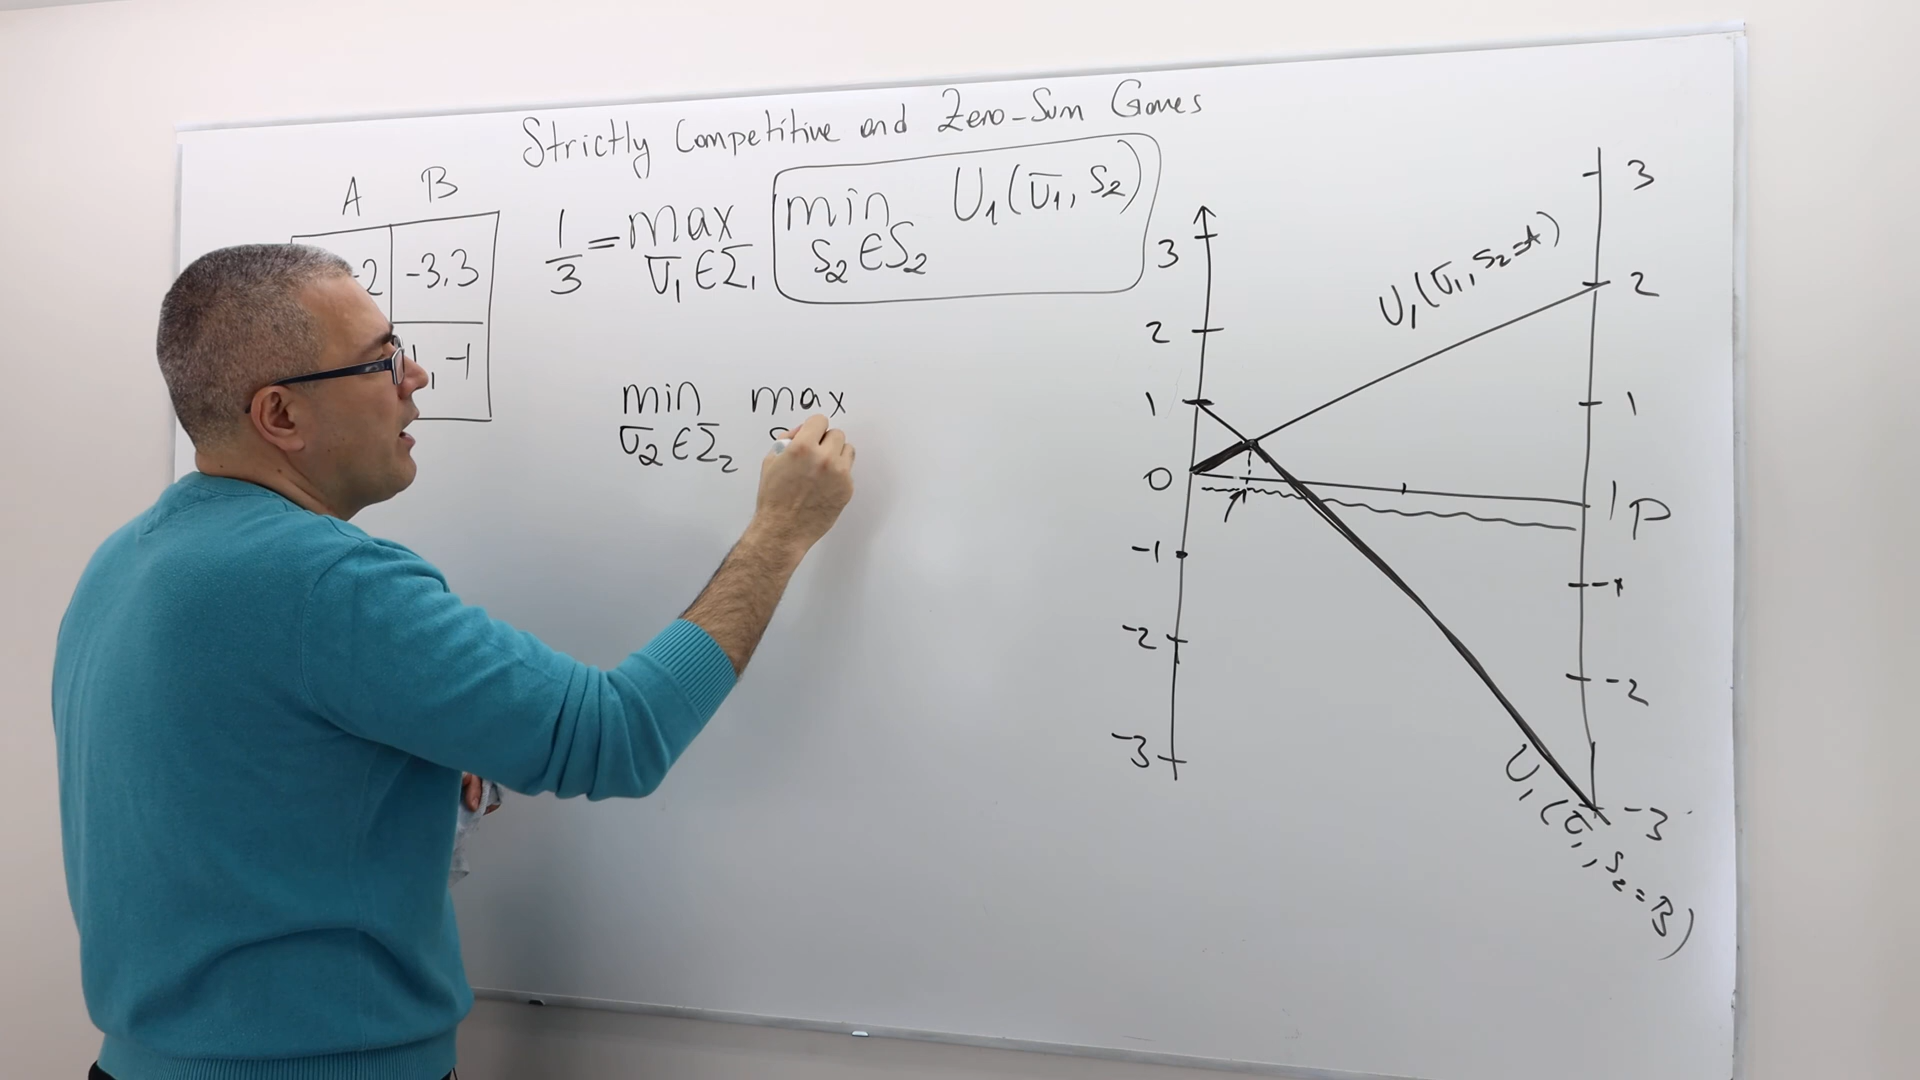 Strictly Competitive and Zero-Sum Games
A B
-2 -3,3
1, -1
1/3 = max min U₁(σ₁, s₂)
σ₁∈Σ₁ s₂∈S₂
min max
σ₂∈Σ₂
3
2
1
0
-1
-2
-3
U₁(σ₁, s₂=A)
3
2
1
1 P
-1
-2
-3
U₁(σ₁, s₂=B)